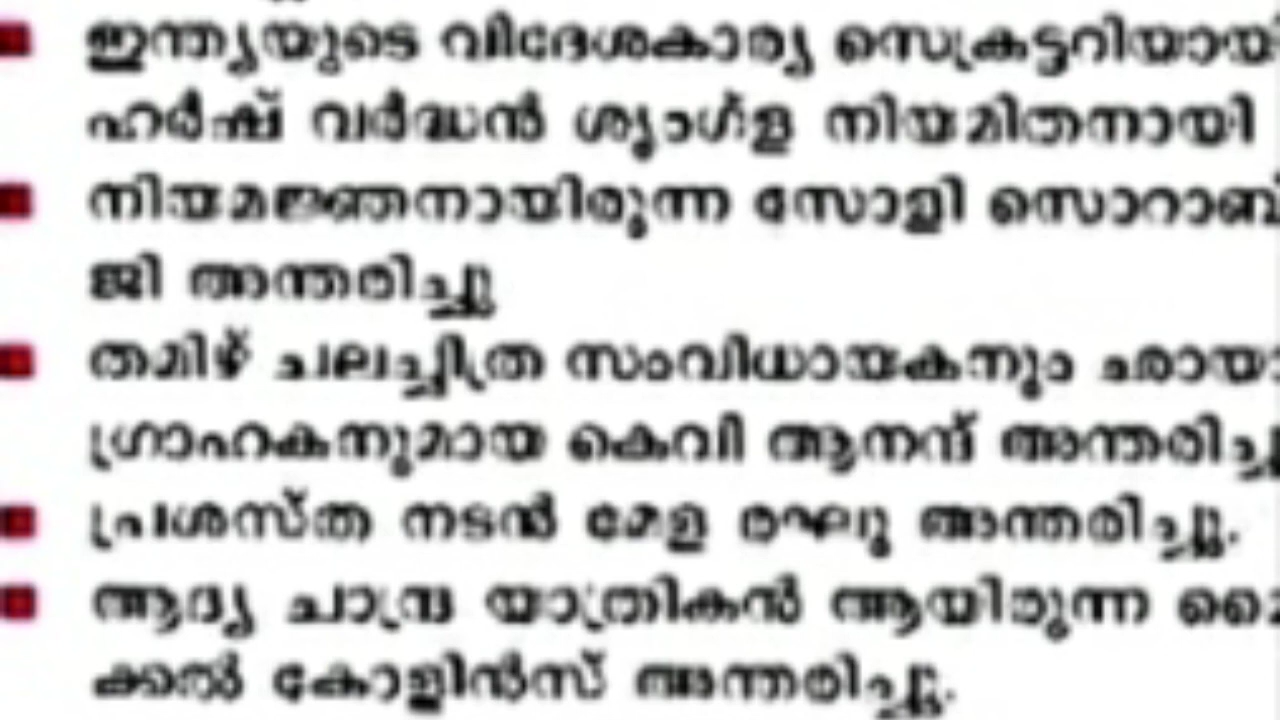 ഇന്ത്യയുടെ വിദേശകാര്യ സെക്രട്ടറിയായി
ഹർഷ് വർദ്ധൻ ശൃംഗ്ള നിയമിതനായി
നിയമജ്ഞനായിരുന്ന സോളി സൊറാബ്
ജി അന്തരിച്ചു
തമിഴ് ചലച്ചിത്ര സംവിധായകനും ഛായാ
ഗ്രാഹകനുമായ കെവി ആനന്ദ് അന്തരിച്ചു
പ്രശസ്ത നടൻ മേള രഘു അന്തരിച്ചു.
ആദ്യ ചാന്ദ്ര യാത്രികൻ ആയിരുന്ന മൈ
ക്കൽ കോളിൻസ് അന്തരിച്ചു.